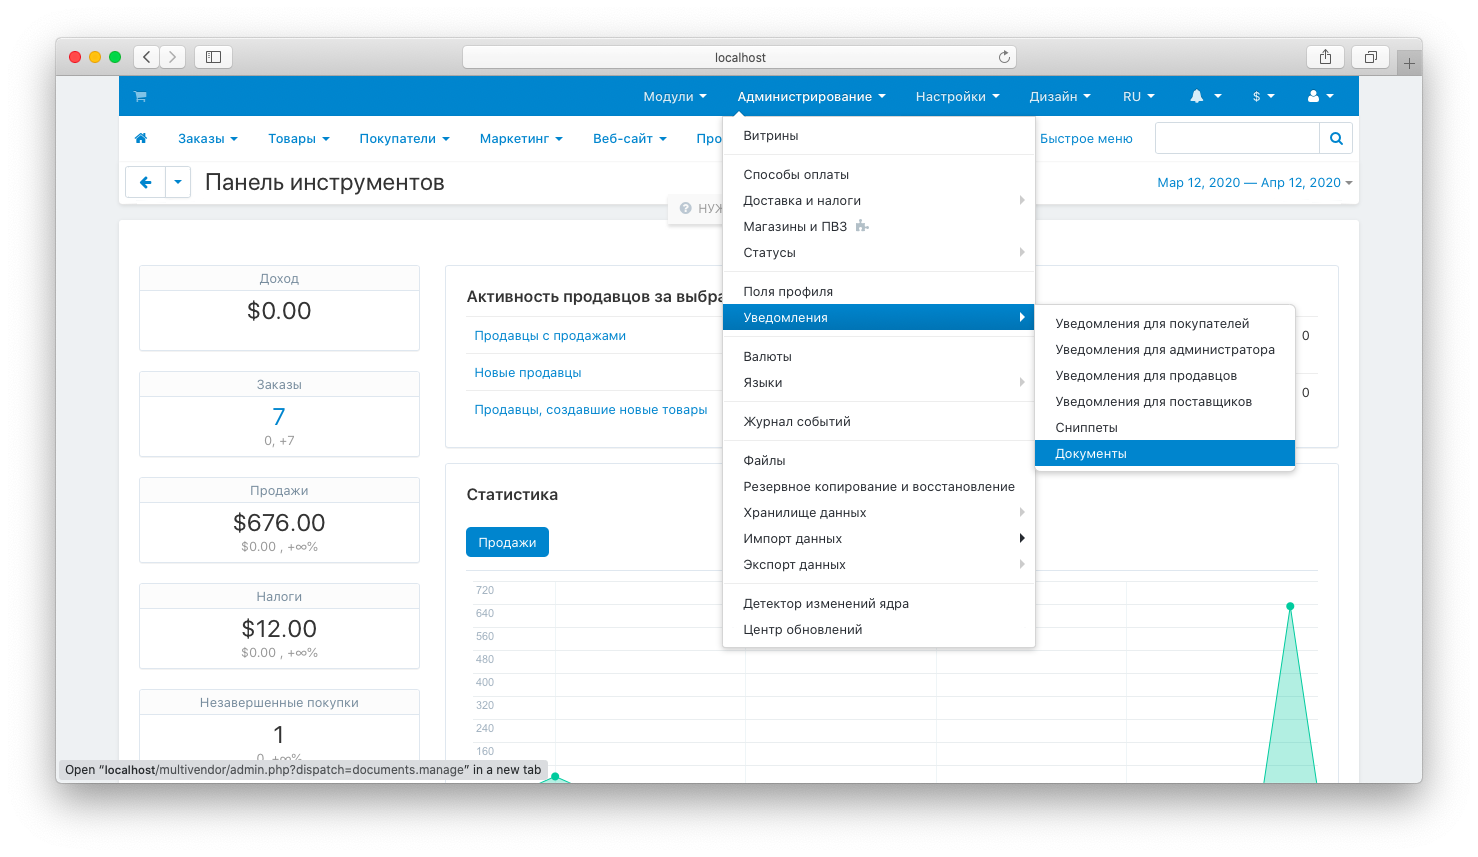 localhost
Модули
Администрирование
Настройки
Дизайн
RU
$
Заказы
Товары
Покупатели
Маркетинг
Веб-сайт
Про
Быстрое меню
Панель инструментов
Мар 12, 2020 — Апр 12, 2020
НУЖ
Витрины
Способы оплаты
Доставка и налоги
Магазины и ПВЗ
Статусы
Поля профиля
Уведомления
Валюты
Языки
Журнал событий
Файлы
Резервное копирование и восстановление
Хранилище данных
Импорт данных
Экспорт данных
Детектор изменений ядра
Центр обновлений
Уведомления для покупателей
Уведомления для администратора
Уведомления для продавцов
Уведомления для поставщиков
Сниппеты
Документы
Доход
$0.00
Заказы
7
0, +7
Продажи
$676.00
$0.00 , +∞%
Налоги
$12.00
$0.00 , +∞%
Незавершенные покупки
1
0, +∞%
Активность продавцов за выбра
Продавцы с продажами
0
Новые продавцы
Продавцы, создавшие новые товары
0
Статистика
Продажи
720
640
560
480
400
320
240
160
Open “localhost/multivendor/admin.php?dispatch=documents.manage” in a new tab